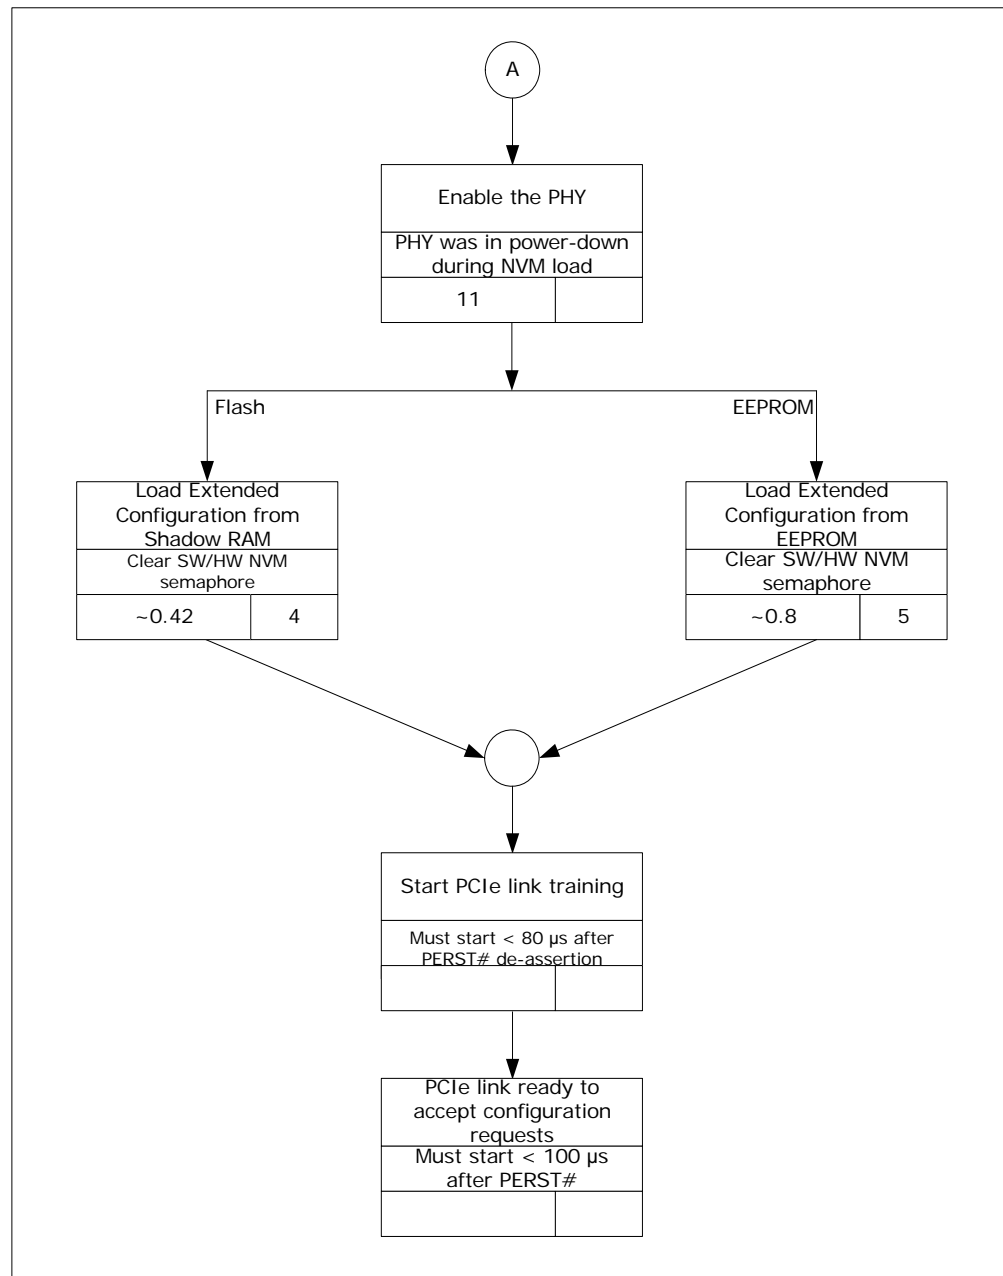 A
Enable the PHY
PHY was in power-down
during NVM load
11
Flash
EEPROM
Load Extended
Configuration from
Shadow RAM
Clear SW/HW NVM
semaphore
~0.42
4
Load Extended
Configuration from
EEPROM
Clear SW/HW NVM
semaphore
~0.8
5
Start PCIe link training
Must start < 80 µs after
PERST# de-assertion
PCIe link ready to
accept configuration
requests
Must start < 100 µs
after PERST#